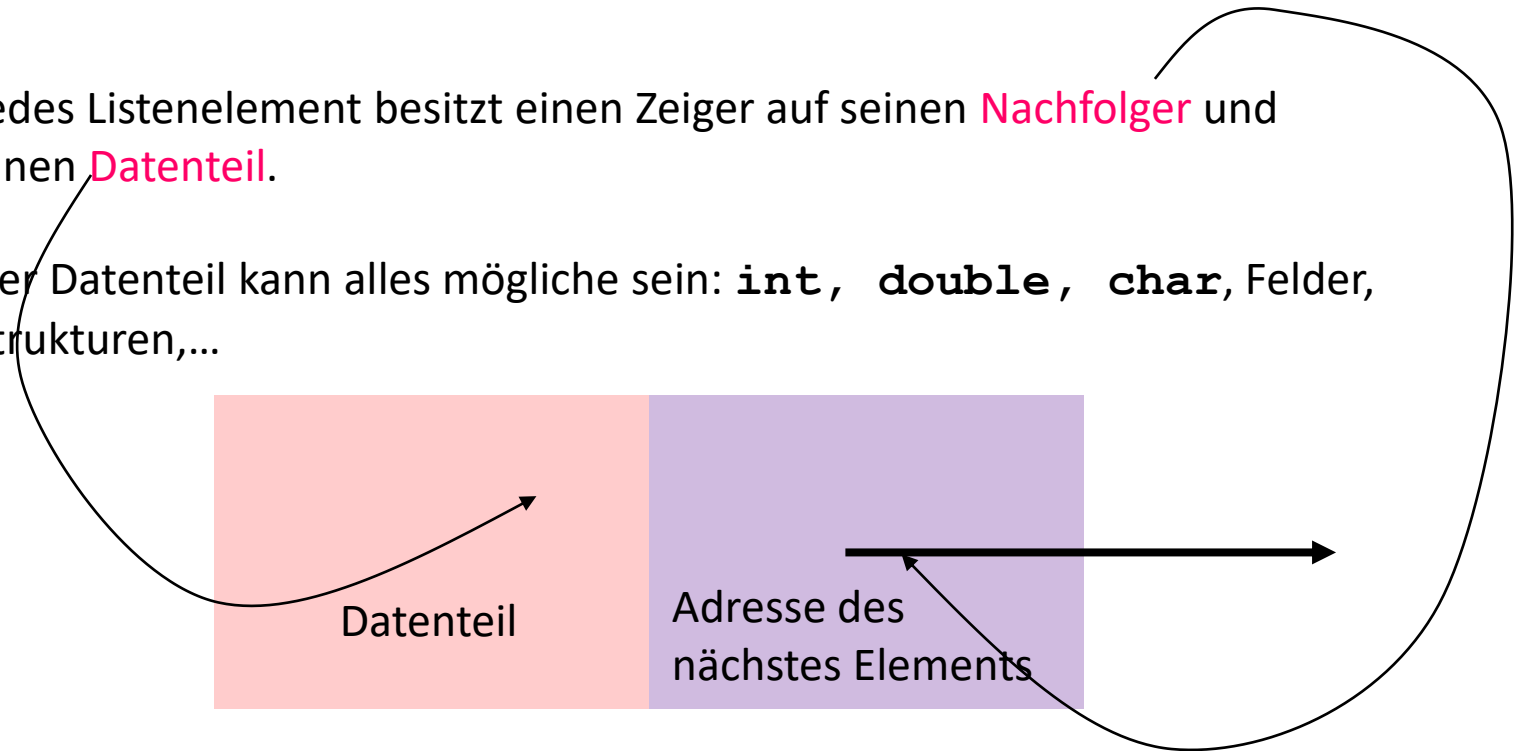 edes Listenelement besitzt einen Zeiger auf seinen Nachfolger und
nen Datenteil.
er Datenteil kann alles mögliche sein: int, double, char, Felder,
trukturen,…
Datenteil
Adresse des
nächstes Elements